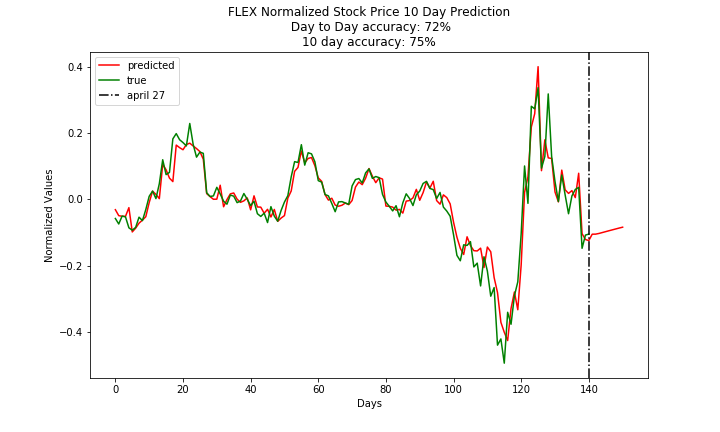 FLEX Normalized Stock Price 10 Day Prediction
Day to Day accuracy: 72%
10 day accuracy: 75%
predicted
true
april 27
0.4
0.2
0.0
−0.2
−0.4
Normalized Values
0
20
40
60
80
100
120
140
Days